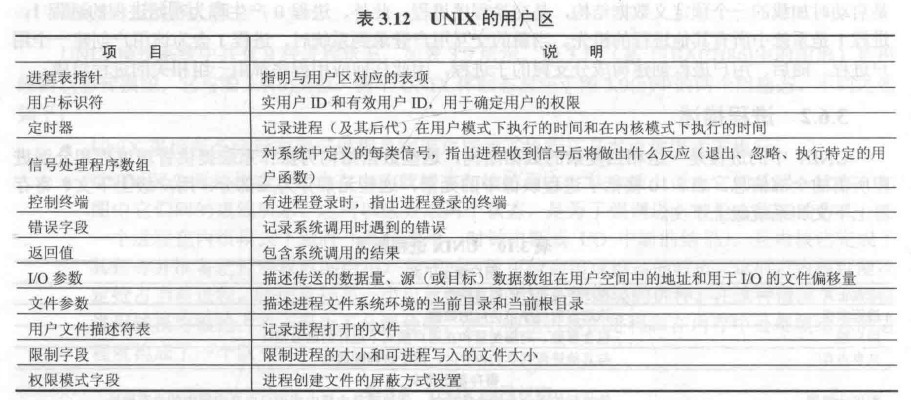 表 3.12 UNIX 的用户区
项 目 说 明
进程表指针 指明与用户区对应的表项
用户标识符 实用户 ID 和有效用户 ID，用于确定用户的权限
定时器 记录进程（及其后代）在用户模式下执行的时间和在内核模式下执行的时间
信号处理程序数组 对系统中定义的每类信号，指出进程收到信号后将做出什么反应（退出、忽略、执行特定的用
户函数）
控制终端 有进程登录时，指出进程登录的终端
错误字段 记录系统调用时遇到的错误
返回值 包含系统调用的结果
I/O 参数 描述传送的数据量、源（或目标）数据数组在用户空间中的地址和用于 I/O 的文件偏移量
文件参数 描述进程文件系统环境的当前目录和当前根目录
用户文件描述符表 记录进程打开的文件
限制字段 限制进程的大小和可进程写入的文件大小
权限模式字段 进程创建文件的屏蔽方式设置